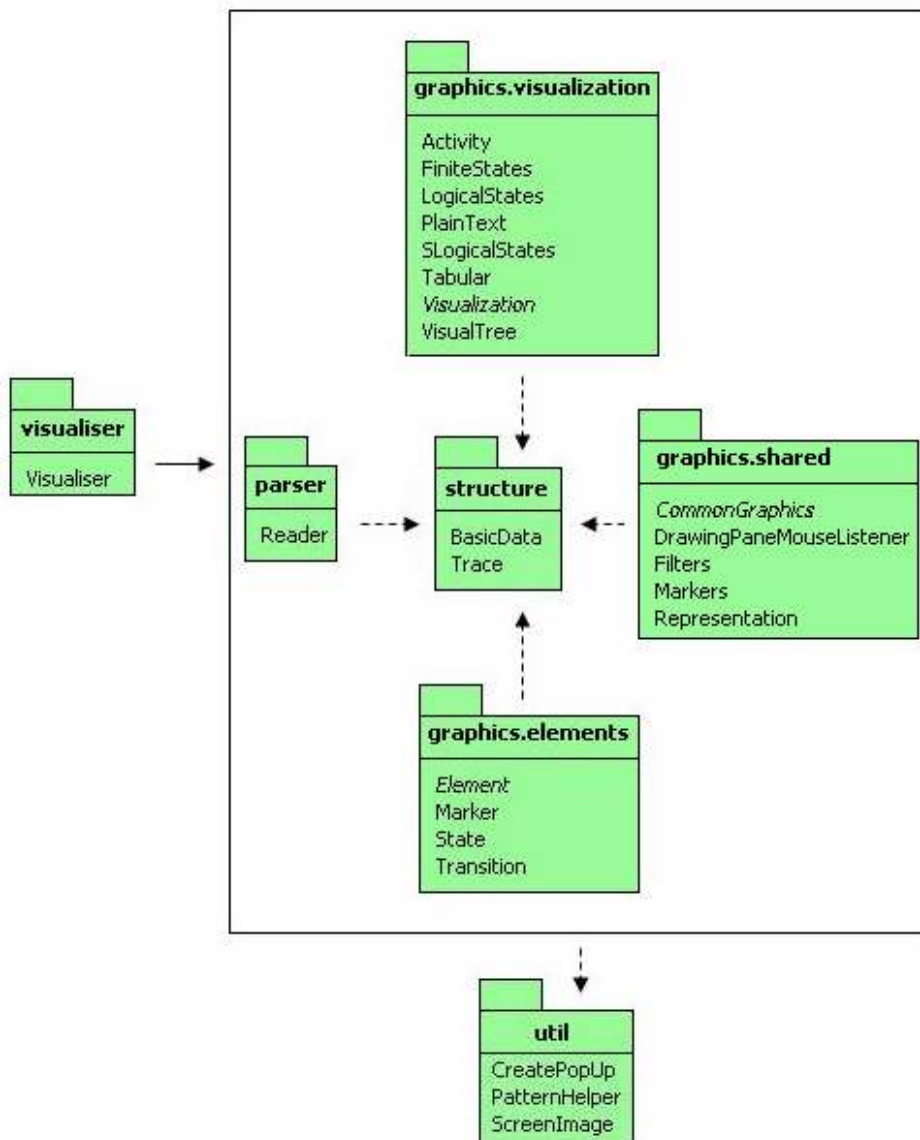 graphics.visualization
Activity
FiniteStates
LogicalStates
PlainText
SLogicalStates
Tabular
Visualization
VisualTree
visualiser
Visualiser
parser
Reader
structure
BasicData
Trace
graphics.shared
CommonGraphics
DrawingPaneMouseListener
Filters
Markers
Representation
graphics.elements
Element
Marker
State
Transition
util
CreatePopUp
PatternHelper
ScreenImage